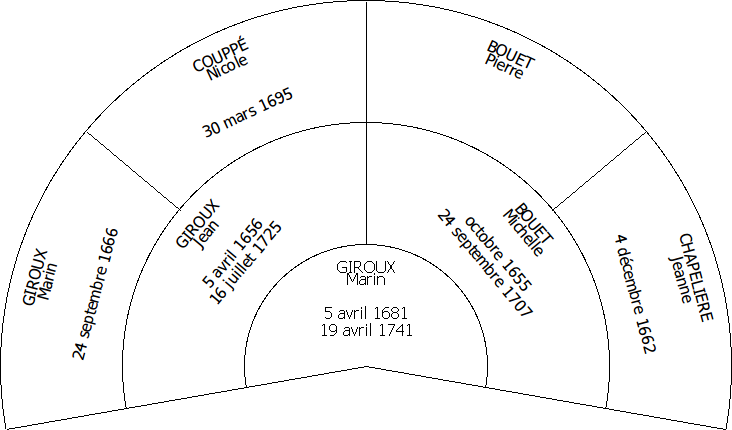 COUPPÉ
Nicole
30 mars 1695
BOUET
Pierre
GIROUX
Marin
24 septembre 1666
GIROUX
Jean
5 avril 1656
16 juillet 1725
BOUET
Michelle
octobre 1655
24 septembre 1707
CHAPELIERE
Jeanne
4 décembre 1662
GIROUX
Marin
5 avril 1681
19 avril 1741